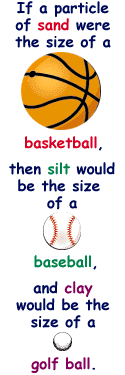 If a particle
of sand were
the size of a
basketball,
then silt would
be the size
of a
baseball,
and clay
would be the
size of a
golf ball.